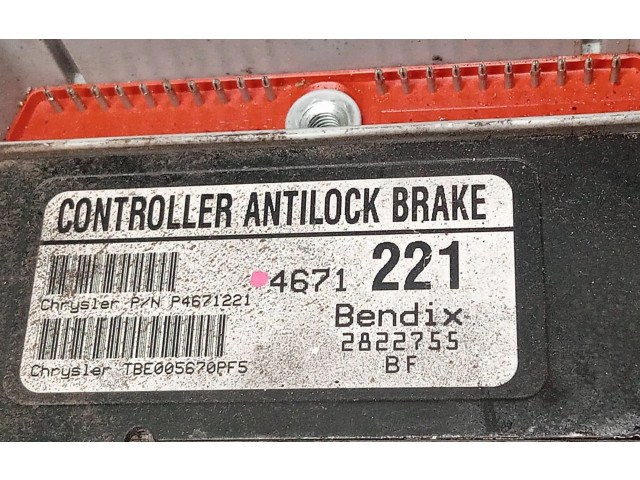 CONTROLLER ANTILOCK BRAKE
4671 221
Chrysler P/N P4671221
Bendix
2822755
Chrysler TBE005670PF5
BF